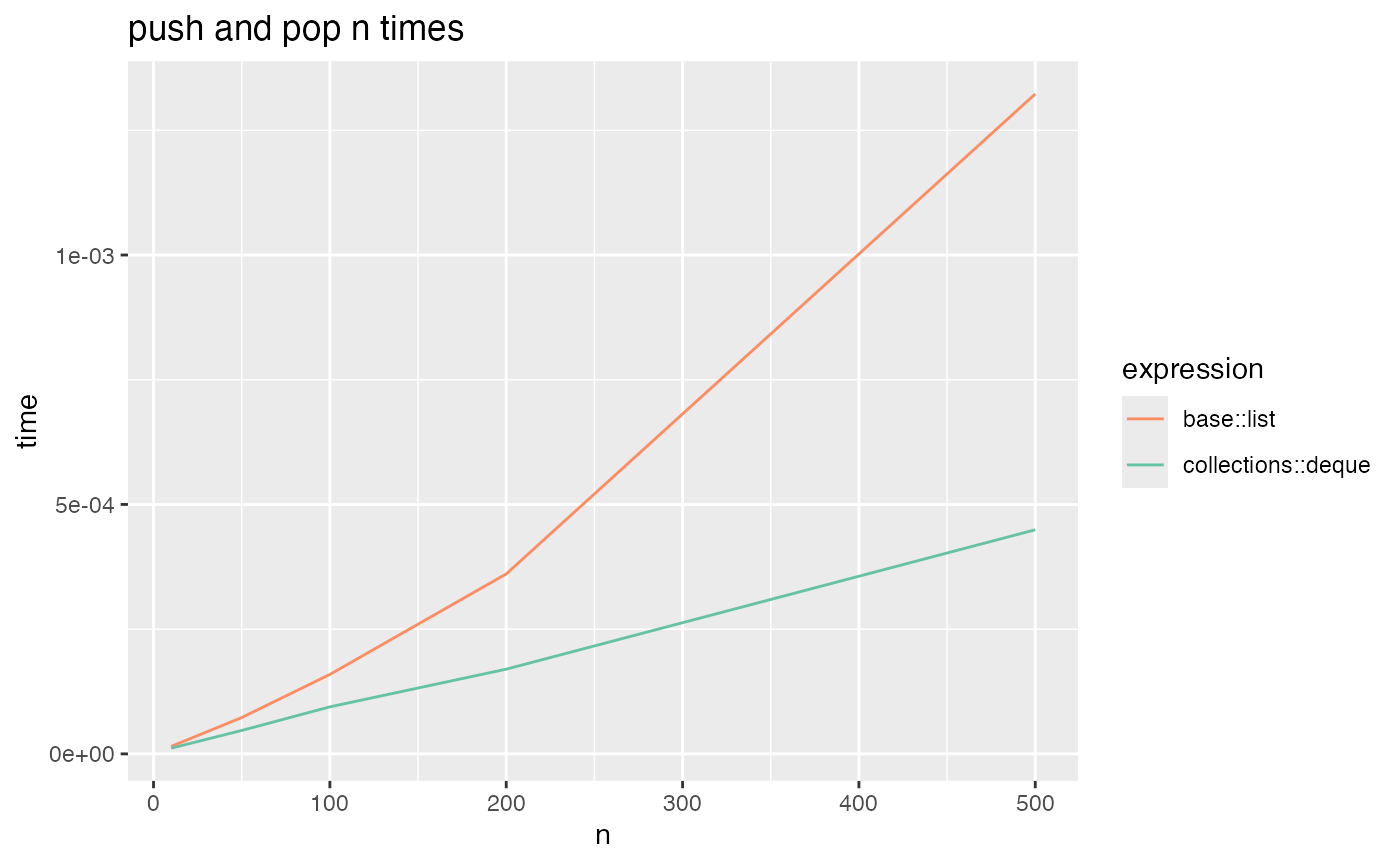 push and pop n times
1e-03
5e-04
0e+00
time
0 100 200 300 400 500
n
expression
base::list
collections::deque